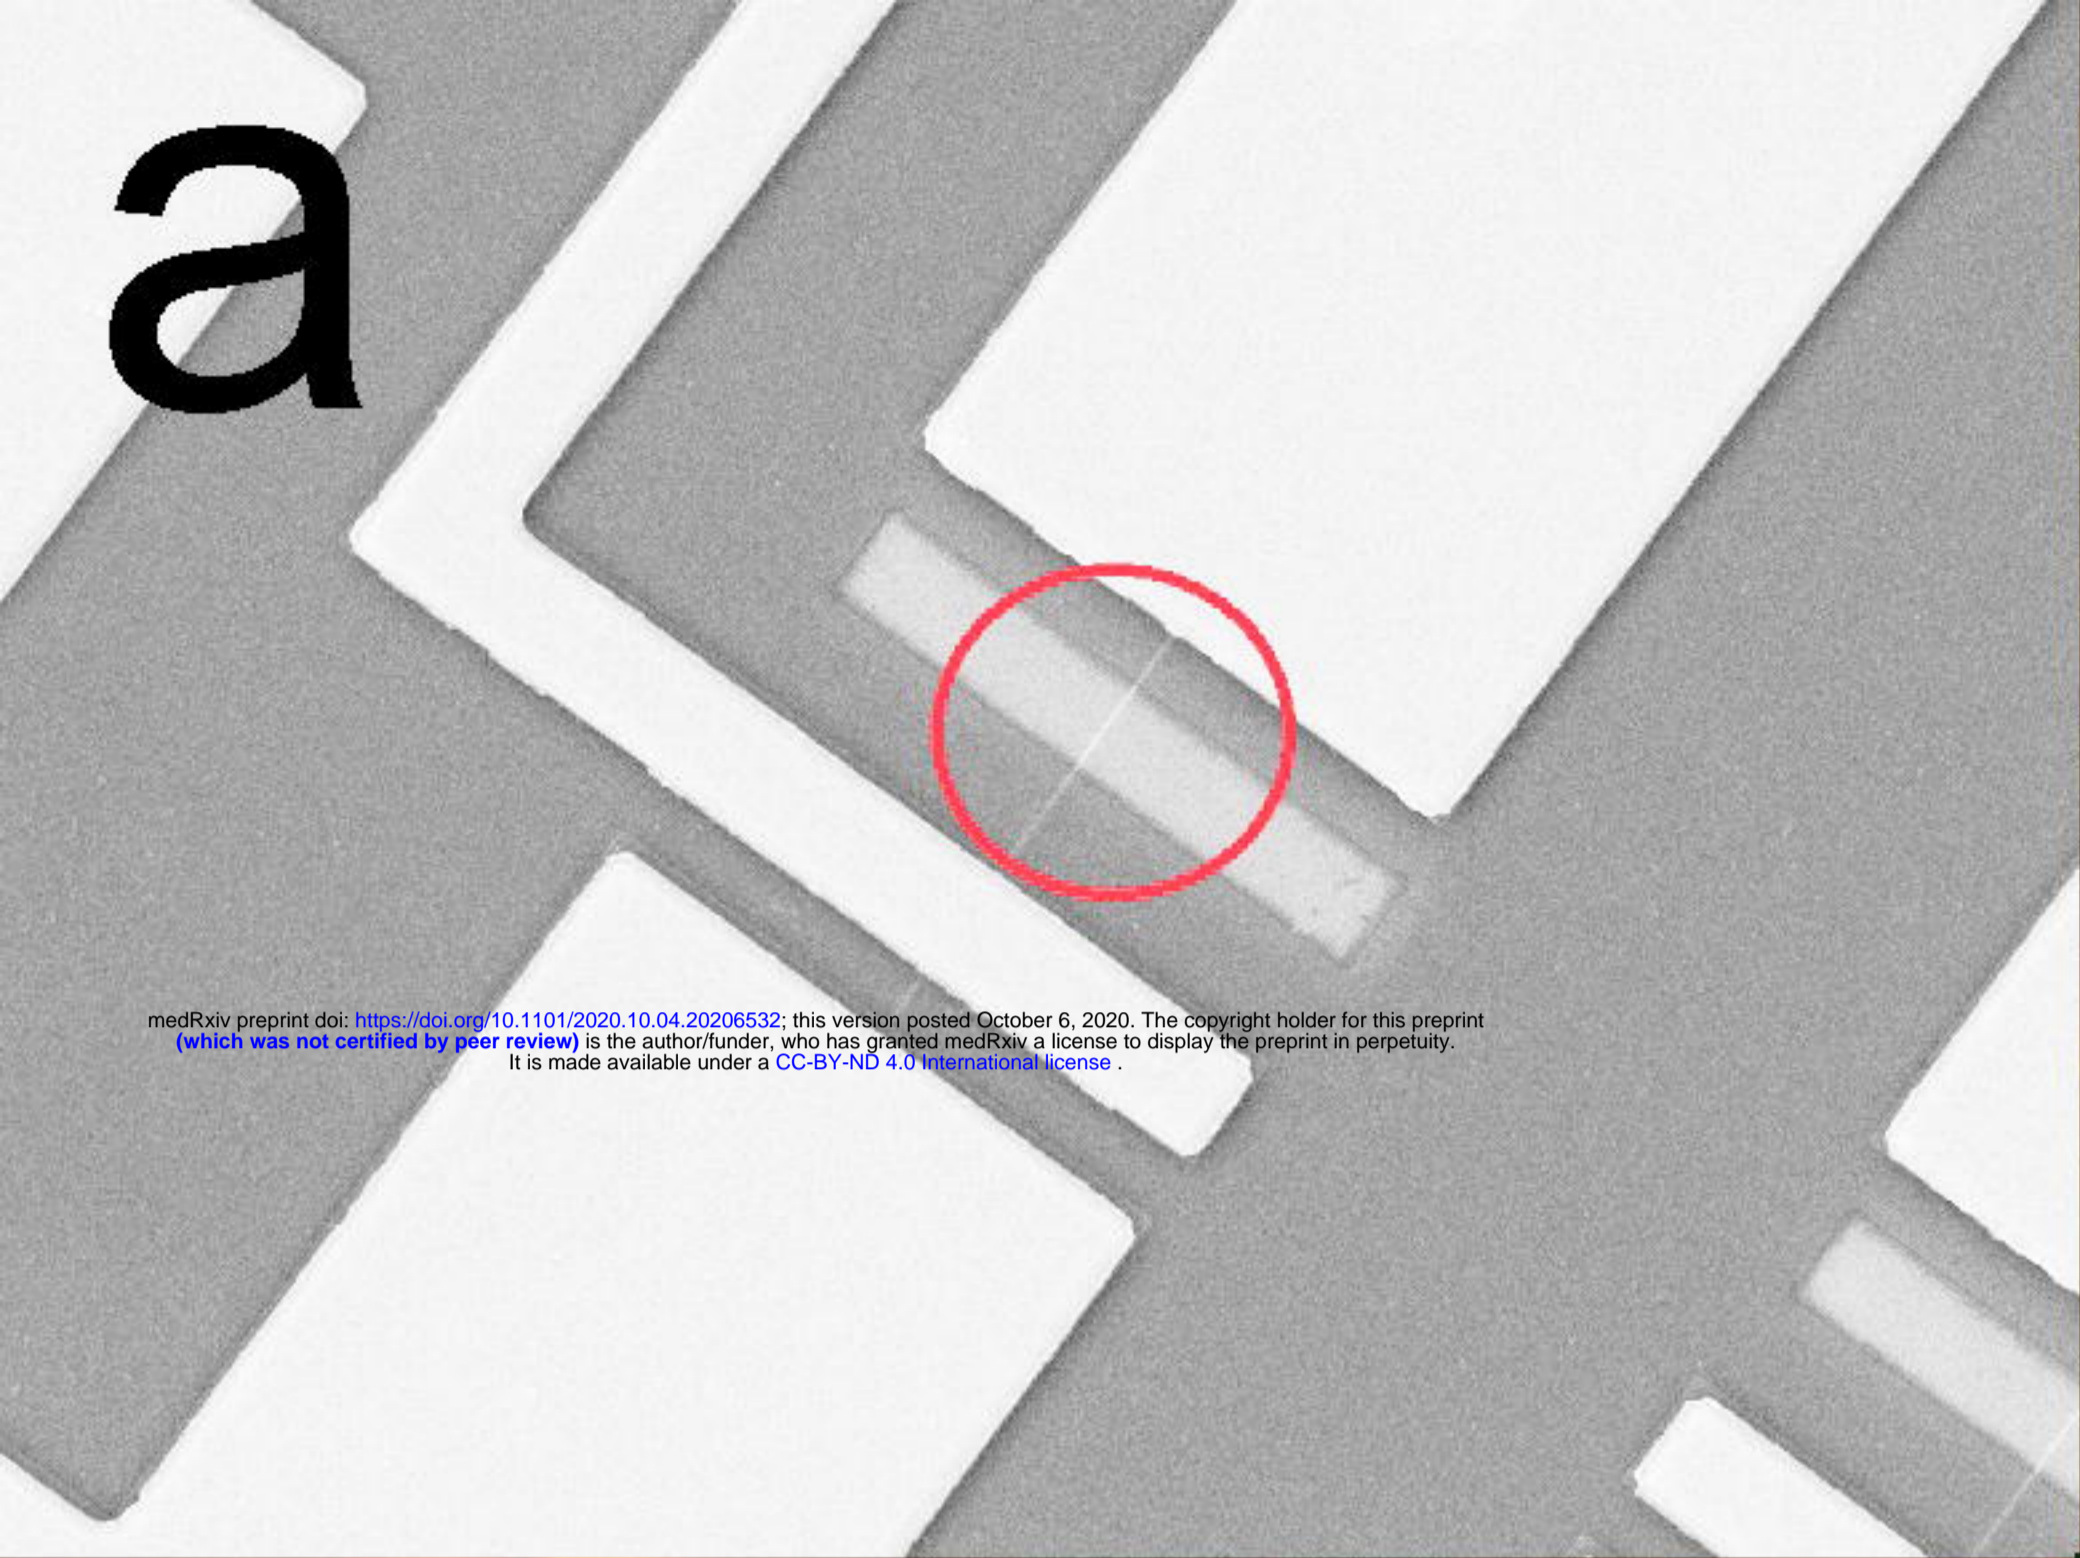 a
medRxiv preprint doi: https://doi.org/10.1101/2020.10.04.20206532; this version posted October 6, 2020. The copyright holder for this preprint
(which was not certified by peer review) is the author/funder, who has granted medRxiv a license to display the preprint in perpetuity.
It is made available under a CC-BY-ND 4.0 International license .